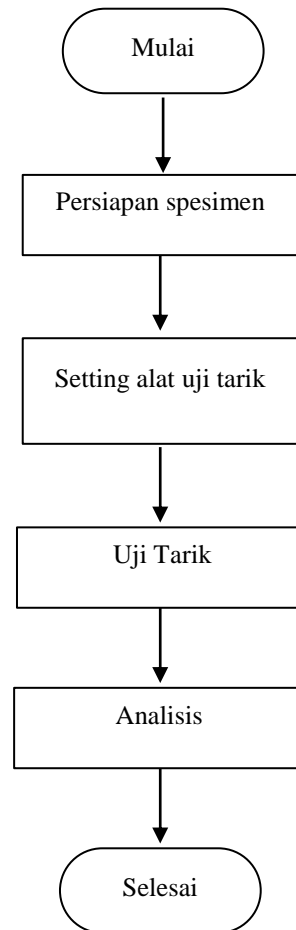 Mulai
Persiapan spesimen
Setting alat uji tarik
Uji Tarik
Analisis
Selesai